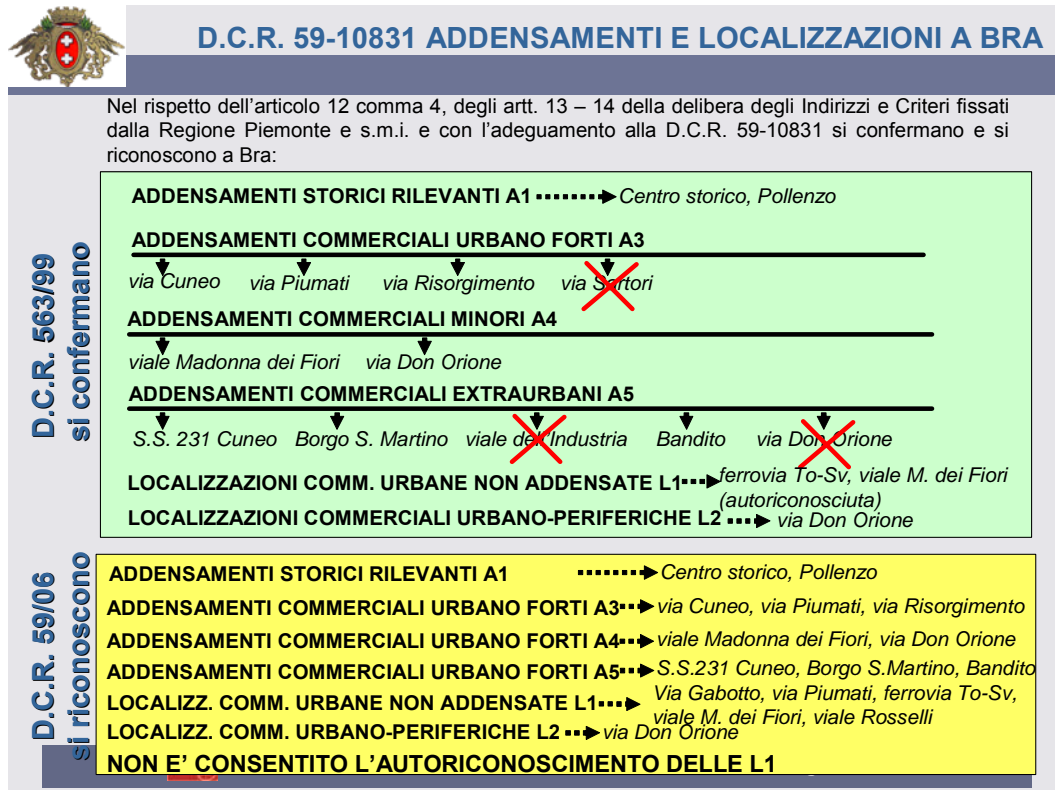 D.C.R. 59-10831 ADDENSAMENTI E LOCALIZZAZIONI A BRA
Nel rispetto dell'articolo 12 comma 4, degli artt. 13 – 14 della delibera degli Indirizzi e Criteri fissati
dalla Regione Piemonte e s.m.i. e con l'adeguamento alla D.C.R. 59-10831 si confermano e si
riconoscono a Bra:
D.C.R. 563/99
si confermano
ADDENSAMENTI STORICI RILEVANTI A1 Centro storico, Pollenzo
ADDENSAMENTI COMMERCIALI URBANO FORTI A3
via Cuneo via Piumati via Risorgimento via Sartori
ADDENSAMENTI COMMERCIALI MINORI A4
viale Madonna dei Fiori via Don Orione
ADDENSAMENTI COMMERCIALI EXTRAURBANI A5
S.S. 231 Cuneo Borgo S. Martino viale dell'Industria Bandito via Don Orione
LOCALIZZAZIONI COMM. URBANE NON ADDENSATE L1 ferrovia To-Sv, viale M. dei Fiori
(autoriconosciuta)
LOCALIZZAZIONI COMMERCIALI URBANO-PERIFERICHE L2 via Don Orione
D.C.R. 59/06
si riconoscono
ADDENSAMENTI STORICI RILEVANTI A1 Centro storico, Pollenzo
ADDENSAMENTI COMMERCIALI URBANO FORTI A3 via Cuneo, via Piumati, via Risorgimento
ADDENSAMENTI COMMERCIALI URBANO FORTI A4 viale Madonna dei Fiori, via Don Orione
ADDENSAMENTI COMMERCIALI URBANO FORTI A5 S.S.231 Cuneo, Borgo S.Martino, Bandito
LOCALIZZ. COMM. URBANE NON ADDENSATE L1 Via Gabotto, via Piumati, ferrovia To-Sv,
viale M. dei Fiori, viale Rosselli
LOCALIZZ. COMM. URBANO-PERIFERICHE L2 via Don Orione
NON E' CONSENTITO L'AUTORICONOSCIMENTO DELLE L1